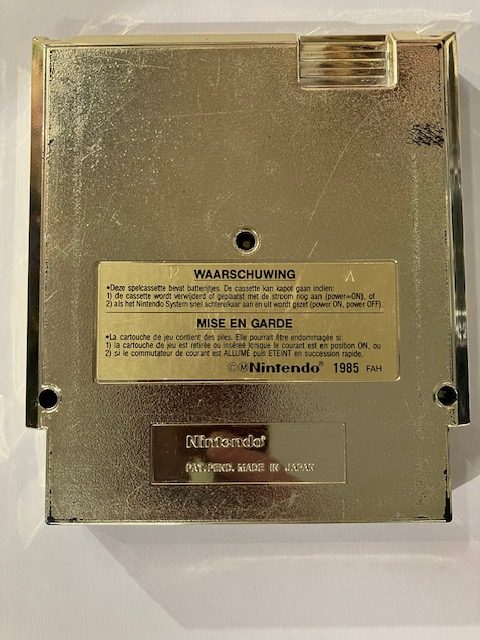 12 A
WAARSCHUWING
•Deze spelcassette bevat batterijtjes. De cassette kan kapot gaan indien:
1) de cassette wordt verwijderd of geplaatst met de stroom nog aan (power=ON), of
2) als het Nintendo System snel achterelkaar aan en uit wordt gezet (power ON, power OFF).
MISE EN GARDE
•La cartouche de jeu contient des piles. Elle pourrait être endommagée si:
1) la cartouche de jeu est retirée ou insérée lorsque le courant est en position ON, ou
2) si le commutateur de courant est ALLUMÉ puis ETEINT en succession rapide.
©Ⓜ Nintendo® 1985 FAH
Nintendo®
PAT. PEND. MADE IN JAPAN